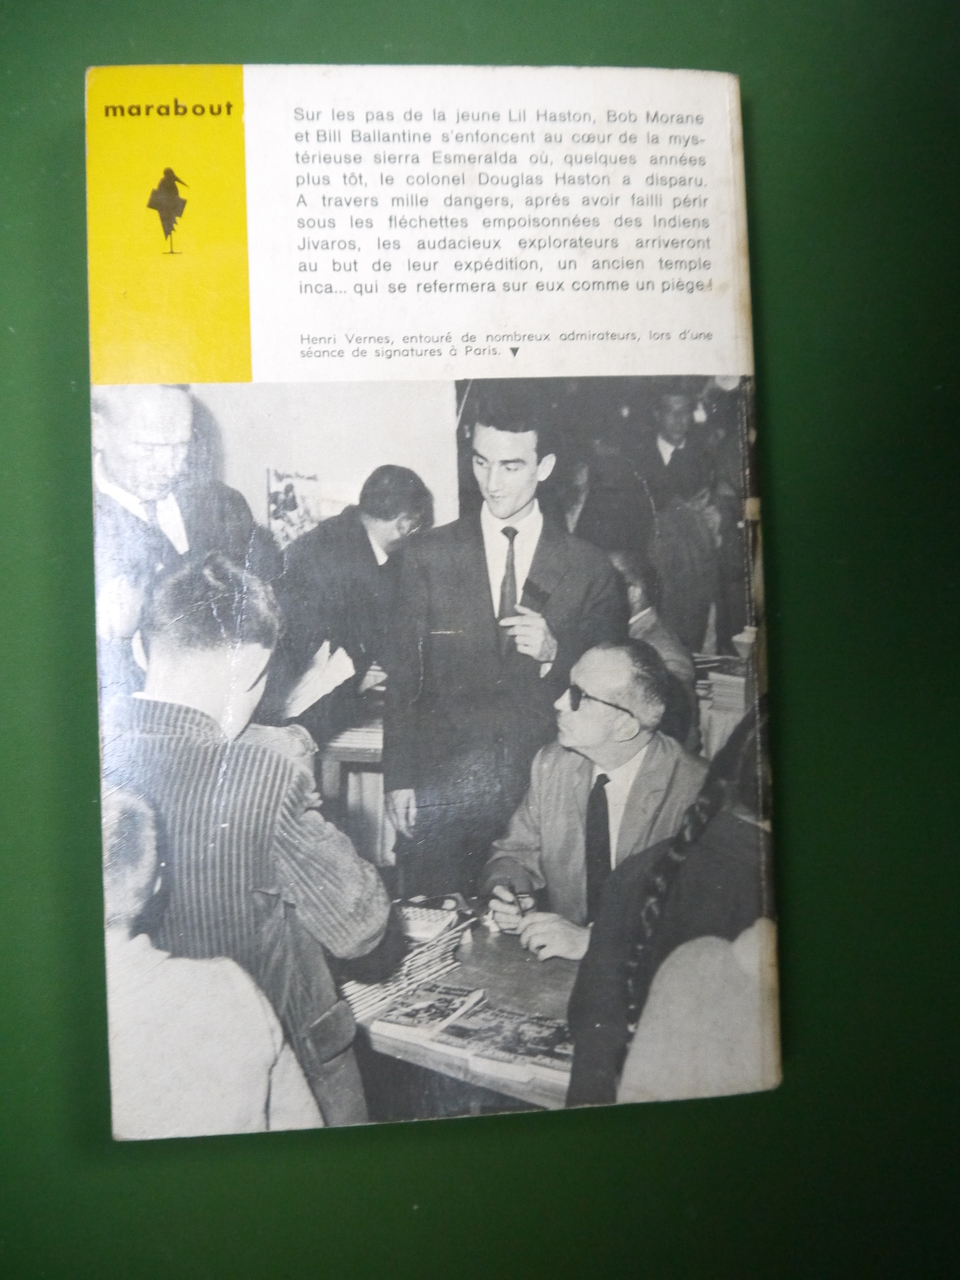 marabout
Sur les pas de la jeune Lil Haston, Bob Morane
et Bill Ballantine s'enfoncent au cœur de la mys-
térieuse sierra Esmeralda où, quelques années
plus tôt, le colonel Douglas Haston a disparu.
A travers mille dangers, après avoir failli périr
sous les fléchettes empoisonnées des Indiens
Jivaros, les audacieux explorateurs arriveront
au but de leur expédition, un ancien temple
inca... qui se refermera sur eux comme un piège!
Henri Vernes, entouré de nombreux admirateurs, lors d'une
séance de signatures à Paris. ▼